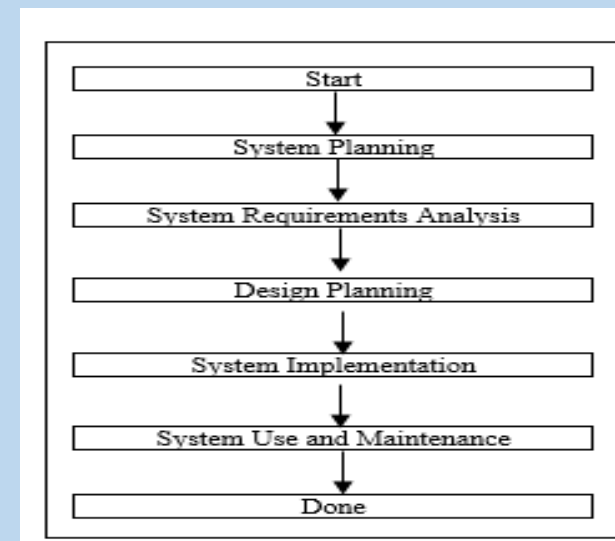 Start
System Planning
System Requirements Analysis
Design Planning
System Implementation
System Use and Maintenance
Done